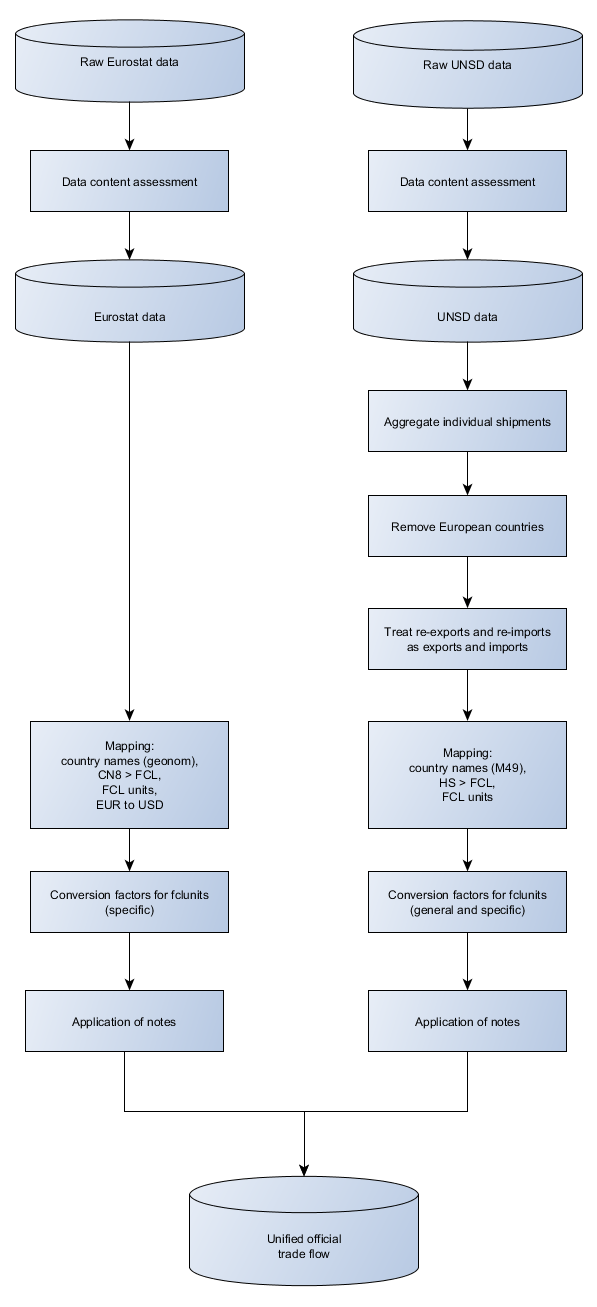 Raw Eurostat data
Raw UNSD data
Data content assessment
Data content assessment
Eurostat data
UNSD data
Aggregate individual shipments
Remove European countries
Treat re-exports and re-imports
as exports and imports
Mapping:
country names (geonom),
CN8 > FCL,
FCL units,
EUR to USD
Mapping:
country names (M49),
HS > FCL,
FCL units
Conversion factors for fclunits
(specific)
Conversion factors for fclunits
(general and specific)
Application of notes
Application of notes
Unified official
trade flow